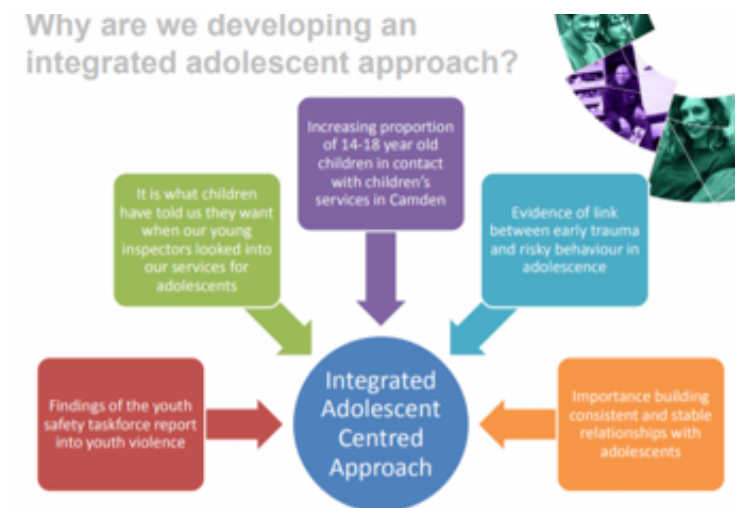 Why are we developing an
integrated adolescent approach?
Increasing proportion
of 14-18 year old
children in contact
with children's
services in Camden
It is what children
have told us they want
when our young
inspectors looked into
our services for
adolescents
Evidence of link
between early trauma
and risky behaviour in
adolescence
Findings of the youth
safety taskforce report
into youth violence
Integrated
Adolescent
Centred
Approach
Importance building
consistent and stable
relationships with
adolescents